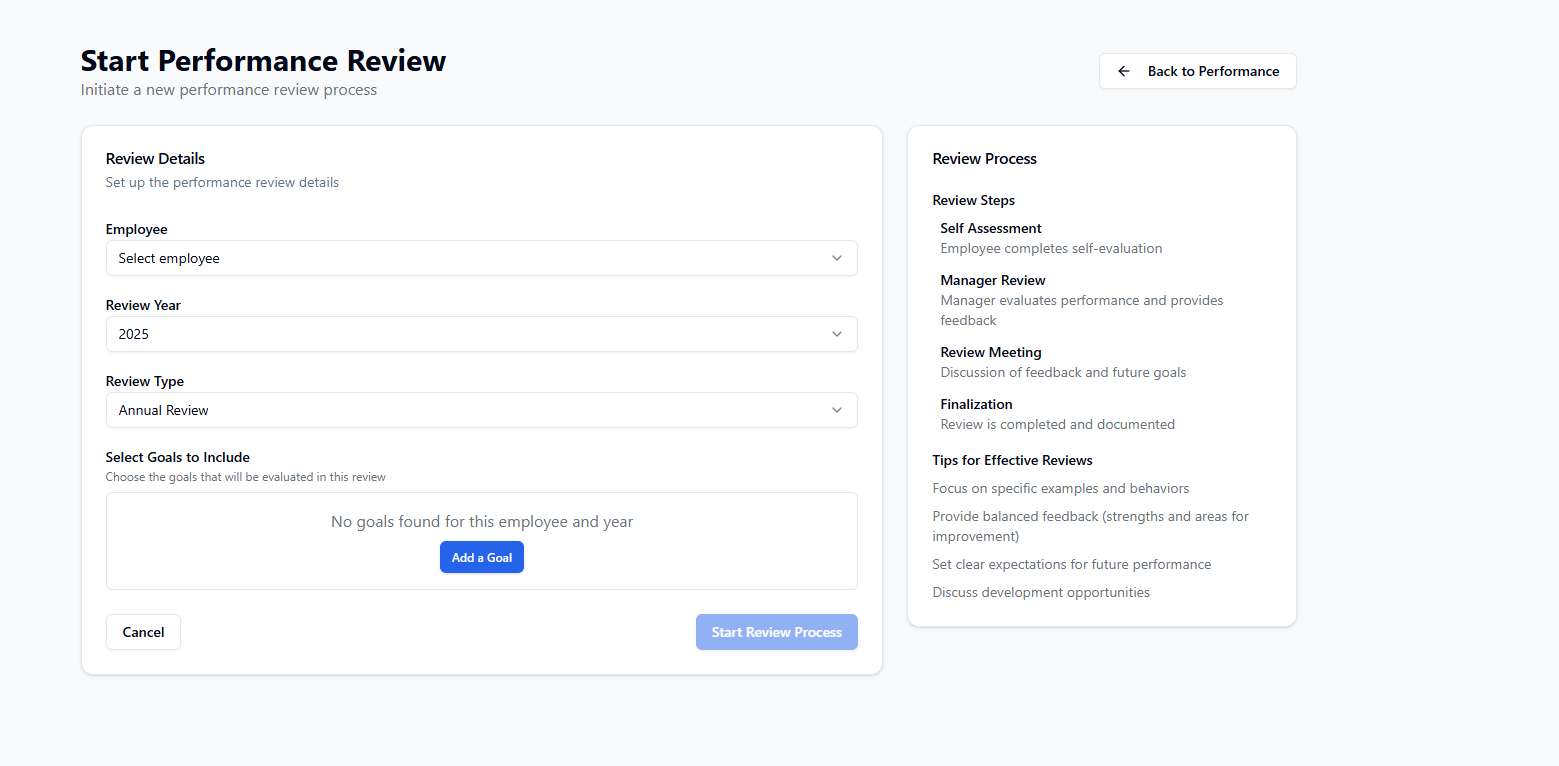 Start Performance Review
Initiate a new performance review process
Back to Performance
Review Details
Set up the performance review details
Employee
Select employee
Review Year
2025
Review Type
Annual Review
Select Goals to Include
Choose the goals that will be evaluated in this review
No goals found for this employee and year
Add a Goal
Cancel
Start Review Process
Review Process
Review Steps
Self Assessment
Employee completes self-evaluation
Manager Review
Manager evaluates performance and provides
feedback
Review Meeting
Discussion of feedback and future goals
Finalization
Review is completed and documented
Tips for Effective Reviews
Focus on specific examples and behaviors
Provide balanced feedback (strengths and areas for
improvement)
Set clear expectations for future performance
Discuss development opportunities